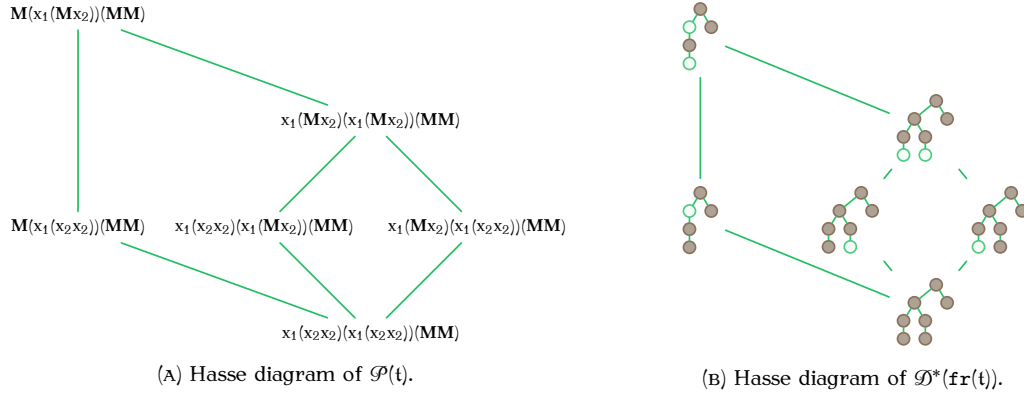 M(x₁(Mx₂))(MM)
x₁(Mx₂)(x₁(Mx₂))(MM)
M(x₁(x₂x₂))(MM) x₁(x₂x₂)(x₁(Mx₂))(MM) x₁(Mx₂)(x₁(x₂x₂))(MM)
x₁(x₂x₂)(x₁(x₂x₂))(MM)
(A) Hasse diagram of 𝒫(t).
(B) Hasse diagram of 𝒟*(fr(t)).